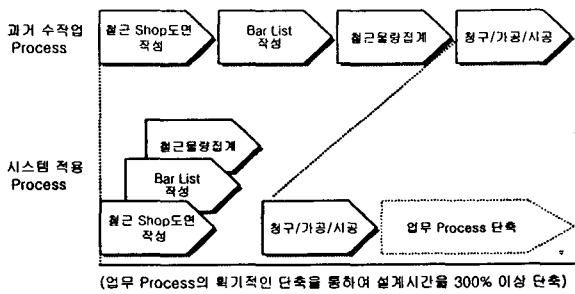 과거 수작업
Process
철근 Shop도면
작성
Bar List
작성
철근물량집계
청구/가공/시공
시스템 적용
Process
철근물량집계
Bar List
작성
철근 Shop도면
작성
청구/가공/시공
업무 Process 단축
(업무 Process의 획기적인 단축을 통하여 설계시간을 300% 이상 단축)